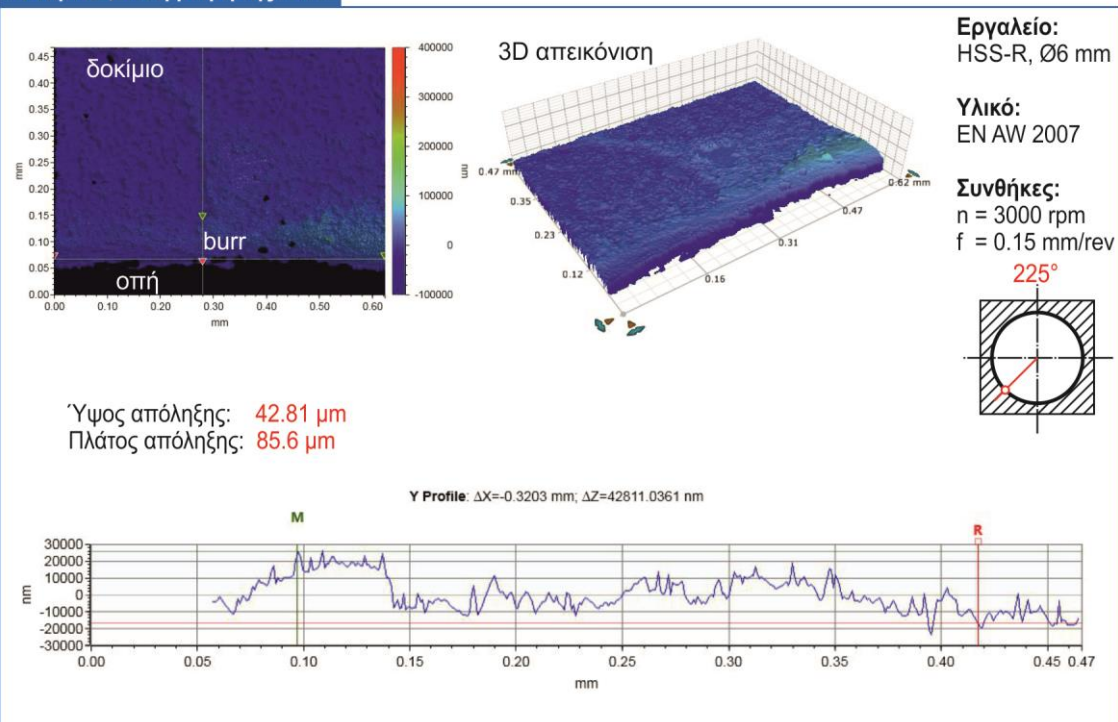 δοκίμιο
burr
οπή
0.45
0.40
0.35
0.30
0.25
0.20
0.15
0.10
0.05
0.00
mm
0.00 0.10 0.20 0.30 0.40 0.50
mm
400000
300000
200000
100000
0
-100000
nm
3D απεικόνιση
0.47 mm
0.35
0.23
0.12
0.16
0.31
0.47
0.62 mm
Εργαλείο:
HSS-R, Ø6 mm
Υλικό:
EN AW 2007
Συνθήκες:
n = 3000 rpm
f = 0.15 mm/rev
225°
Ύψος απόληξης: 42.81 μm
Πλάτος απόληξης: 85.6 μm
Y Profile: ΔX=-0.3203 mm; ΔZ=42811.0361 nm
M
R
30000
20000
10000
0
-10000
-20000
-30000
nm
0.00 0.05 0.10 0.15 0.20 0.25 0.30 0.35 0.40 0.45 0.47
mm